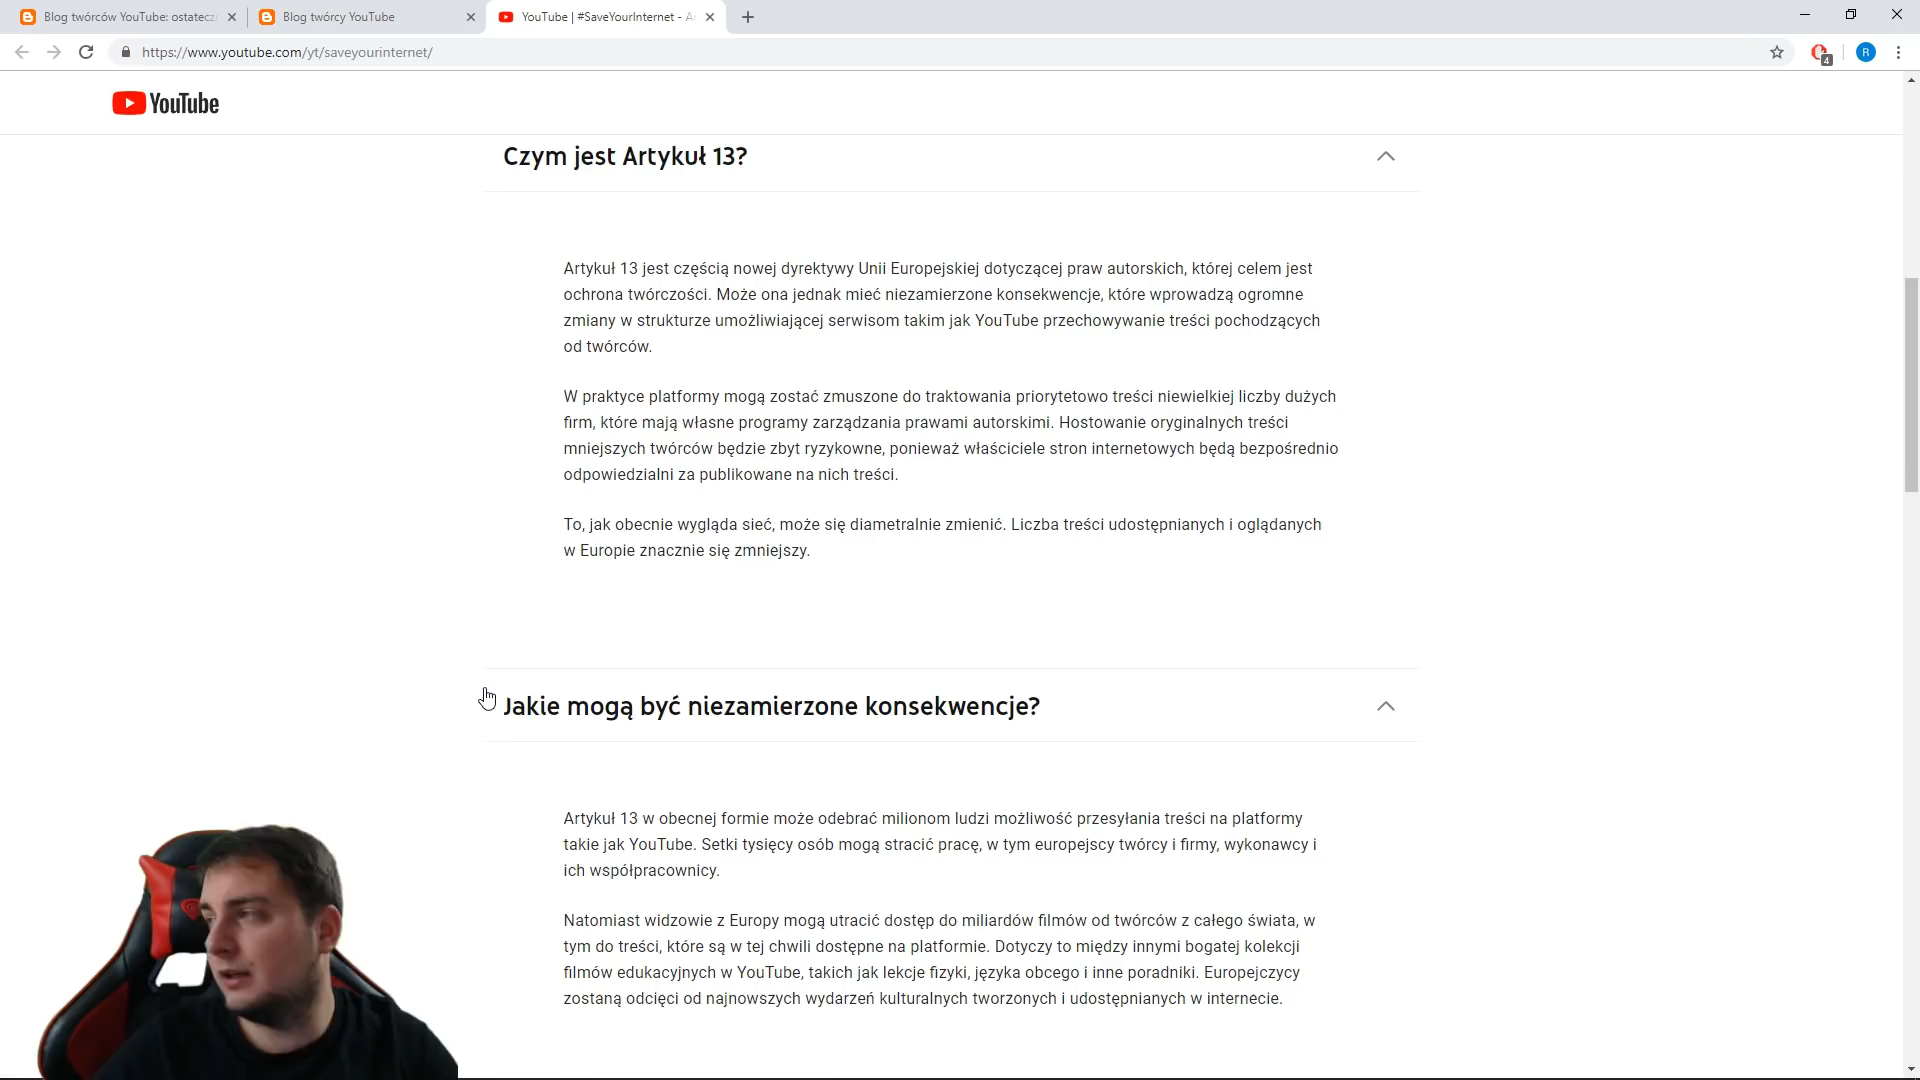 Blog twórców YouTube: ostatecz
Blog twórcy YouTube
YouTube | #SaveYourInternet - A
https://www.youtube.com/yt/saveyourinternet/
4
R
YouTube
Czym jest Artykuł 13?
Artykuł 13 jest częścią nowej dyrektywy Unii Europejskiej dotyczącej praw autorskich, której celem jest
ochrona twórczości. Może ona jednak mieć niezamierzone konsekwencje, które wprowadzą ogromne
zmiany w strukturze umożliwiającej serwisom takim jak YouTube przechowywanie treści pochodzących
od twórców.
W praktyce platformy mogą zostać zmuszone do traktowania priorytetowo treści niewielkiej liczby dużych
firm, które mają własne programy zarządzania prawami autorskimi. Hostowanie oryginalnych treści
mniejszych twórców będzie zbyt ryzykowne, ponieważ właściciele stron internetowych będą bezpośrednio
odpowiedzialni za publikowane na nich treści.
To, jak obecnie wygląda sieć, może się diametralnie zmienić. Liczba treści udostępnianych i oglądanych
w Europie znacznie się zmniejszy.
Jakie mogą być niezamierzone konsekwencje?
Artykuł 13 w obecnej formie może odebrać milionom ludzi możliwość przesyłania treści na platformy
takie jak YouTube. Setki tysięcy osób mogą stracić pracę, w tym europejscy twórcy i firmy, wykonawcy i
ich współpracownicy.
Natomiast widzowie z Europy mogą utracić dostęp do miliardów filmów od twórców z całego świata, w
tym do treści, które są w tej chwili dostępne na platformie. Dotyczy to między innymi bogatej kolekcji
filmów edukacyjnych w YouTube, takich jak lekcje fizyki, języka obcego i inne poradniki. Europejczycy
zostaną odcięci od najnowszych wydarzeń kulturalnych tworzonych i udostępnianych w internecie.